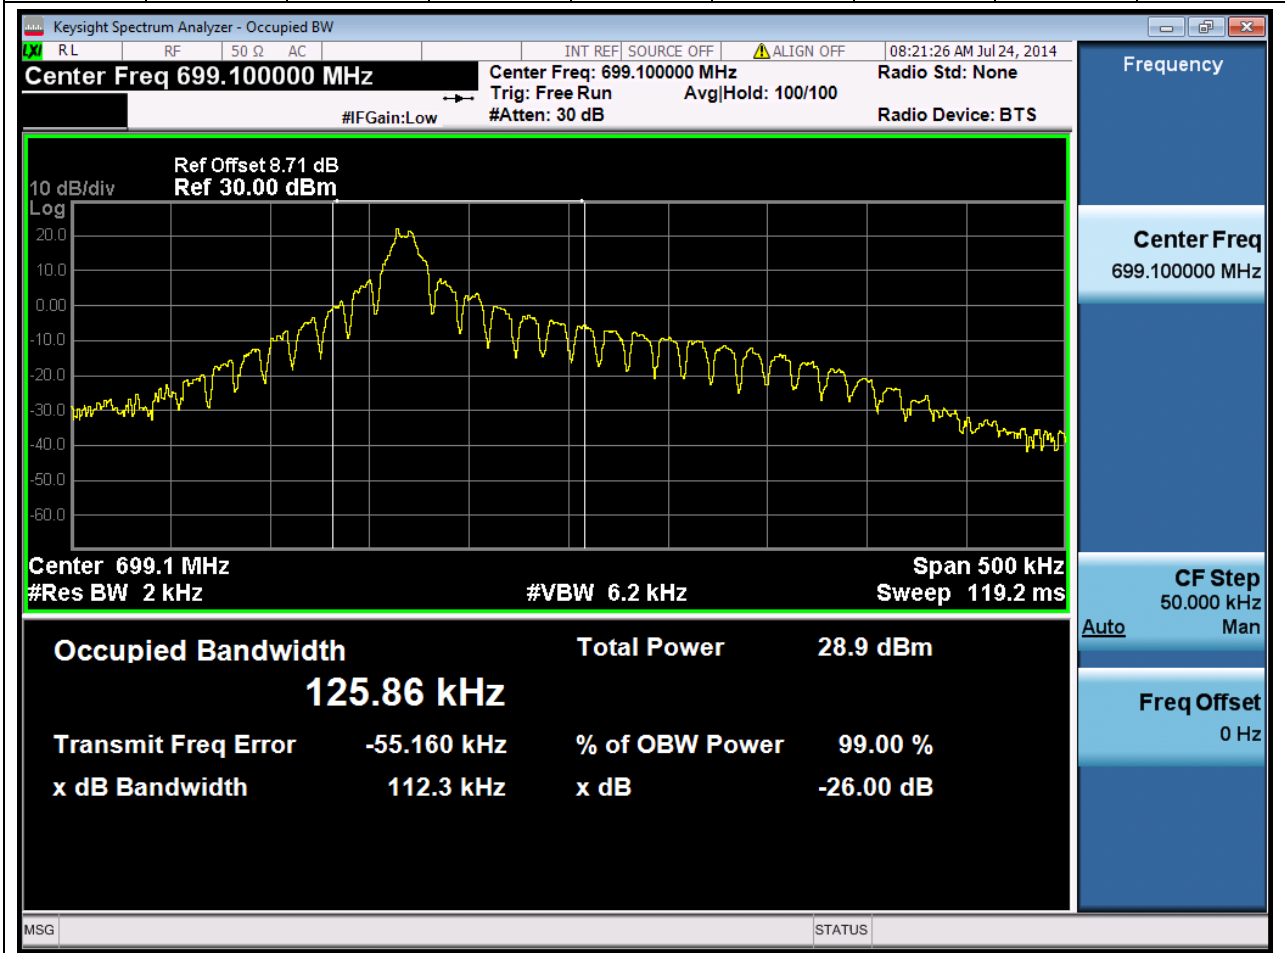 Keysight Spectrum Analyzer - Occupied BW
LXI RL RF 50 Ω AC INT REF SOURCE OFF ALIGN OFF 08:21:26 AM Jul 24, 2014
Center Freq 699.100000 MHz
Center Freq: 699.100000 MHz Radio Std: None
Trig: Free Run Avg|Hold: 100/100
#IFGain:Low #Atten: 30 dB Radio Device: BTS
Frequency
Ref Offset 8.71 dB
10 dB/div Ref 30.00 dBm
Log
20.0
10.0
0.00
-10.0
-20.0
-30.0
-40.0
-50.0
-60.0
Center 699.1 MHz Span 500 kHz
#Res BW 2 kHz #VBW 6.2 kHz Sweep 119.2 ms
Center Freq
699.100000 MHz
CF Step
50.000 kHz
Auto Man
Freq Offset
0 Hz
Occupied Bandwidth Total Power 28.9 dBm
125.86 kHz
Transmit Freq Error -55.160 kHz % of OBW Power 99.00 %
x dB Bandwidth 112.3 kHz x dB -26.00 dB
MSG STATUS